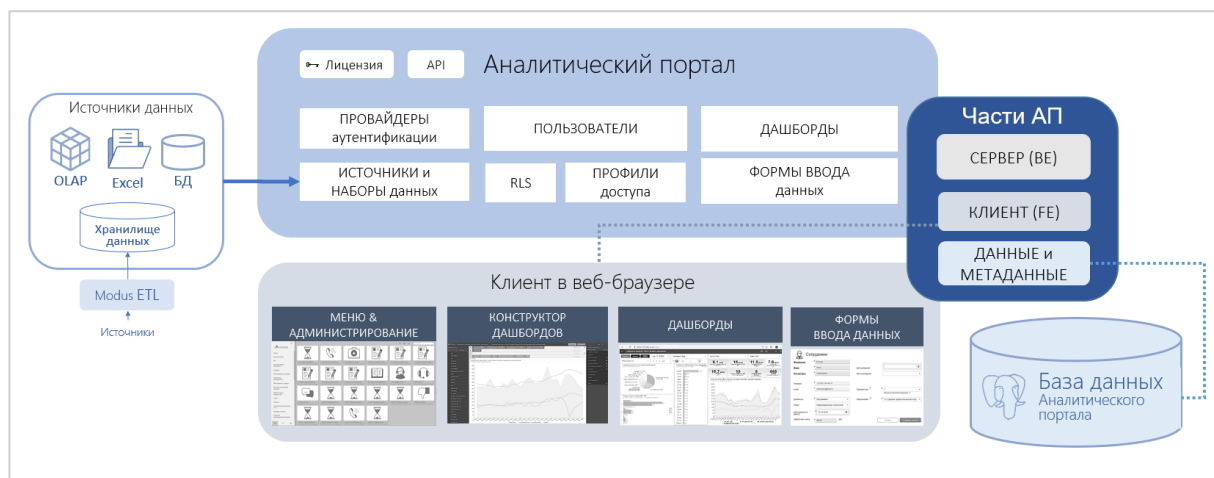 Аналитический портал
Лицензия
API
ПРОВАЙДЕРЫ
аутентификации
ПОЛЬЗОВАТЕЛИ
ДАШБОРДЫ
ИСТОЧНИКИ и
НАБОРЫ данных
RLS
ПРОФИЛИ
доступа
ФОРМЫ ВВОДА
данных
Источники данных
OLAP
Excel
БД
Хранилище
данных
Modus ETL
Источники
Части АП
СЕРВЕР (BE)
КЛИЕНТ (FE)
ДАННЫЕ и
МЕТАДАННЫЕ
Клиент в веб-браузере
МЕНЮ &
АДМИНИСТРИРОВАНИЕ
КОНСТРУКТОР
ДАШБОРДОВ
ДАШБОРДЫ
ФОРМЫ
ВВОДА ДАННЫХ
Сотрудники
База данных
Аналитического
портала